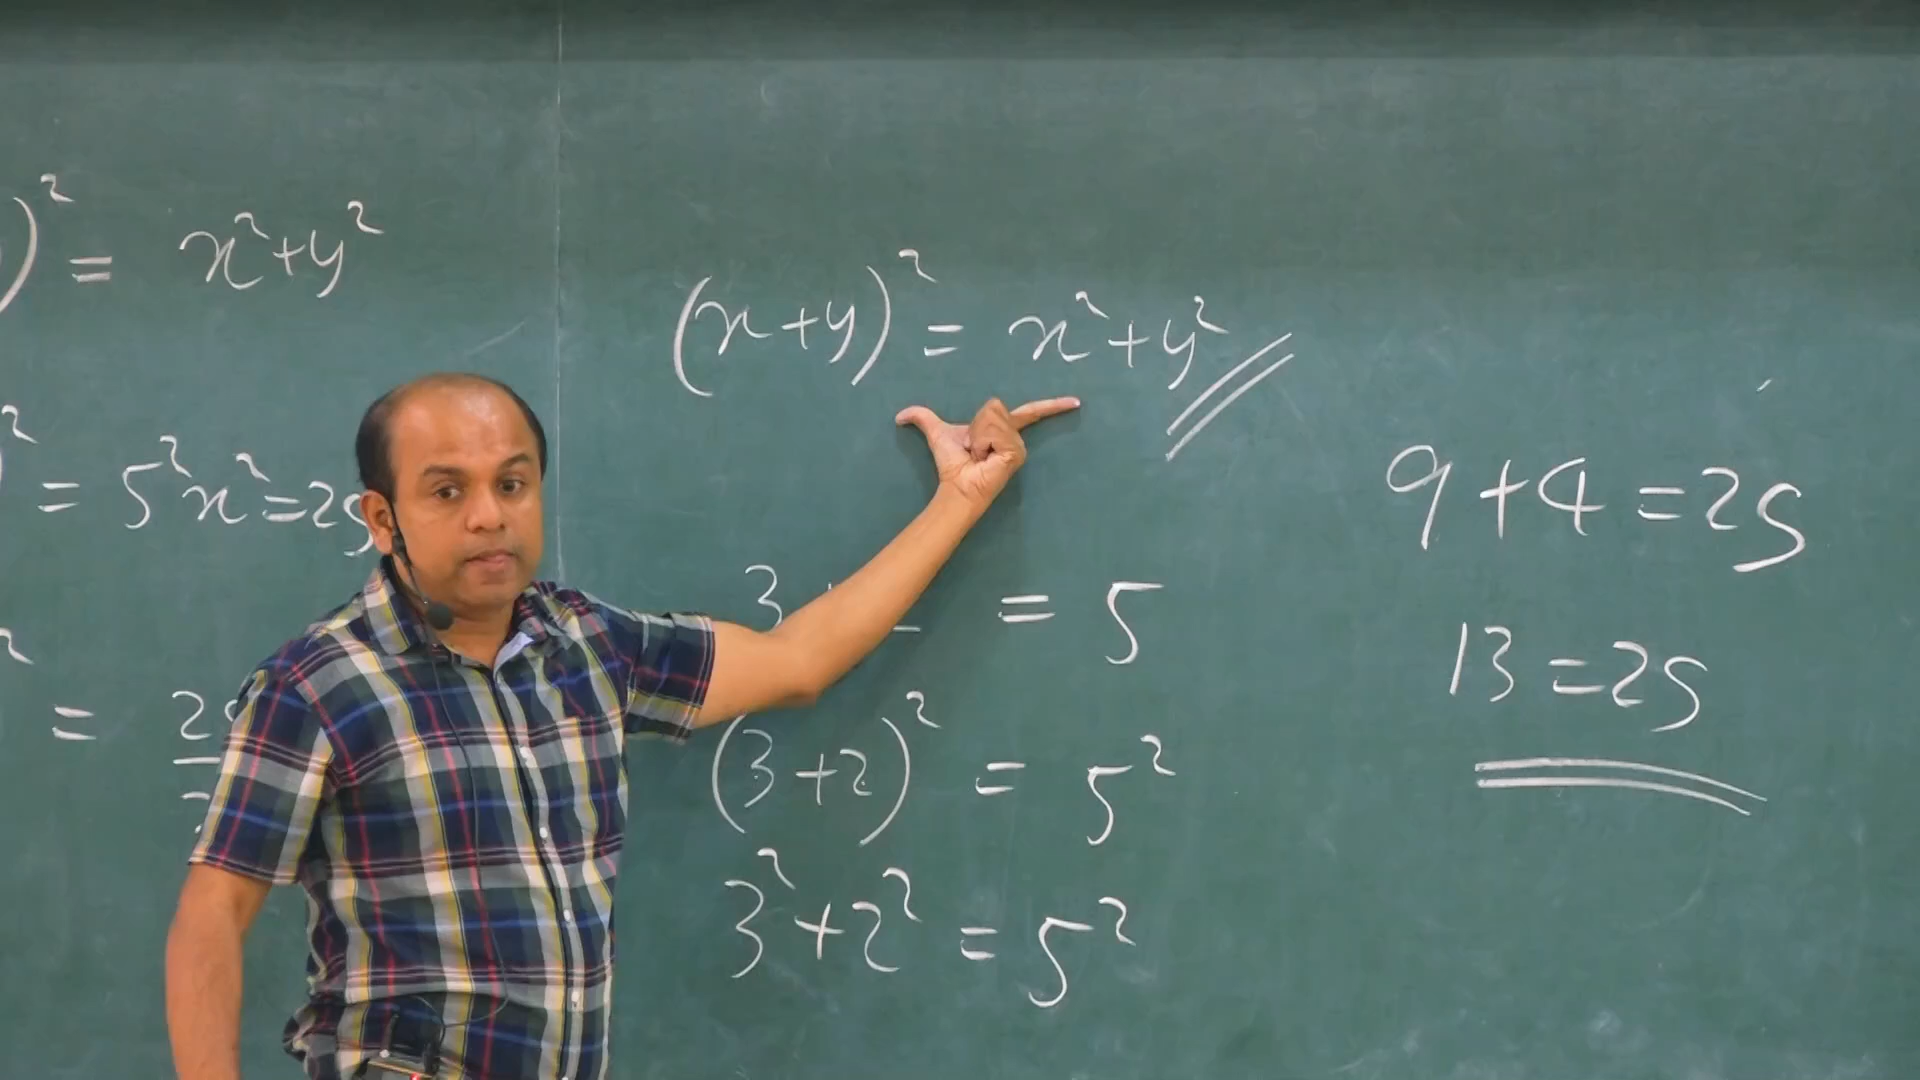 )² = x²+y²
² = 5²x²=25
=
(x+y)² = x²+y²
3 = 5
(3+2)² = 5²
3²+2² = 5²
9+4=25
13=25